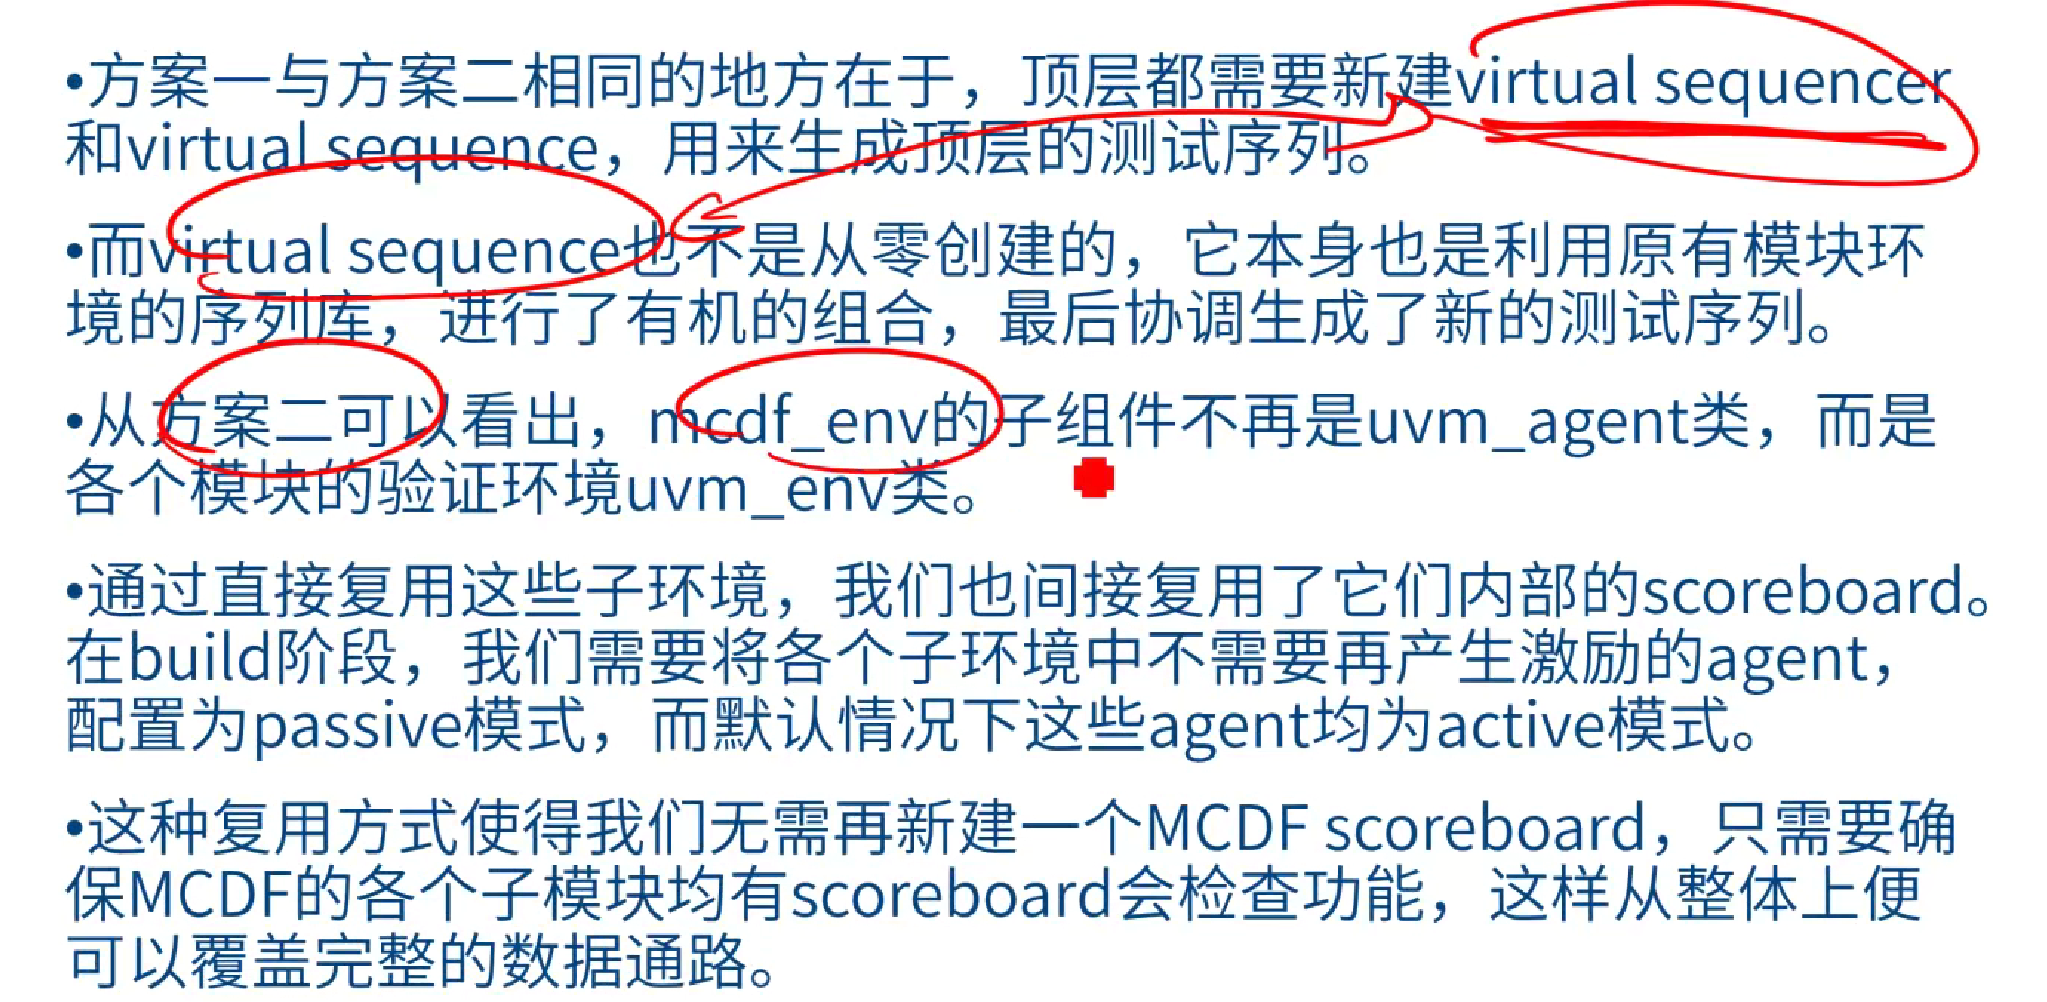 •方案一与方案二相同的地方在于，顶层都需要新建virtual sequencer
和virtual sequence，用来生成顶层的测试序列。
•而virtual sequence也不是从零创建的，它本身也是利用原有模块环
境的序列库，进行了有机的组合，最后协调生成了新的测试序列。
•从方案二可以看出，mcdf_env的子组件不再是uvm_agent类，而是
各个模块的验证环境uvm_env类。
•通过直接复用这些子环境，我们也间接复用了它们内部的scoreboard。
在build阶段，我们需要将各个子环境中不需要再产生激励的agent，
配置为passive模式，而默认情况下这些agent均为active模式。
•这种复用方式使得我们无需再新建一个MCDF scoreboard，只需要确
保MCDF的各个子模块均有scoreboard会检查功能，这样从整体上便
可以覆盖完整的数据通路。